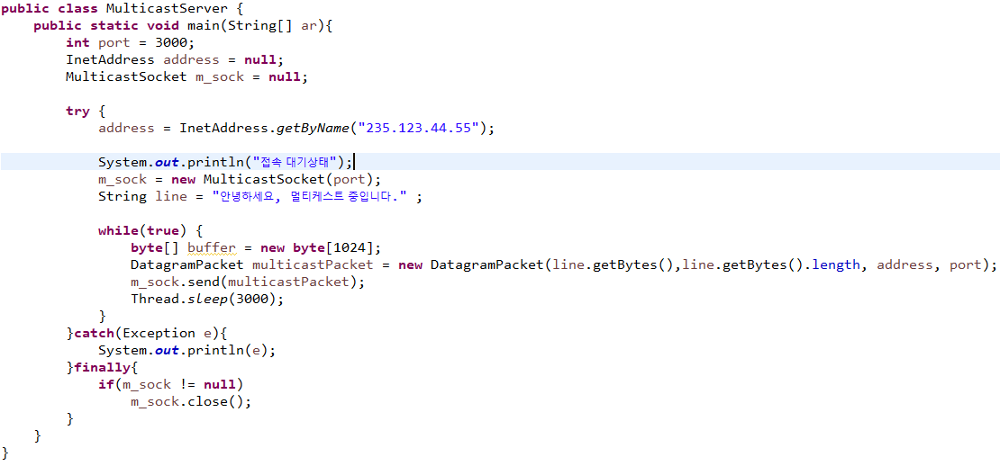 public class MulticastServer {
    public static void main(String[] ar){
        int port = 3000;
        InetAddress address = null;
        MulticastSocket m_sock = null;

        try {
            address = InetAddress.getByName("235.123.44.55");

            System.out.println("접속 대기상태");
            m_sock = new MulticastSocket(port);
            String line = "안녕하세요, 멀티케스트 중입니다." ;

            while(true) {
                byte[] buffer = new byte[1024];
                DatagramPacket multicastPacket = new DatagramPacket(line.getBytes(),line.getBytes().length, address, port);
                m_sock.send(multicastPacket);
                Thread.sleep(3000);
            }
        }catch(Exception e){
            System.out.println(e);
        }finally{
            if(m_sock != null)
                m_sock.close();
        }
    }
}